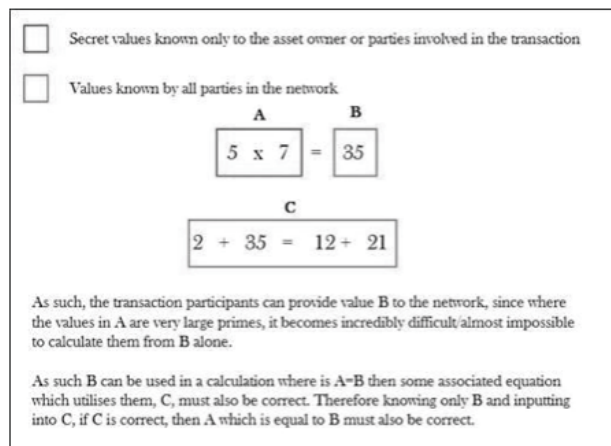 Secret values known only to the asset owner or parties involved in the transaction
Values known by all parties in the network
A B
5 x 7 = 35
C
2 + 35 = 12 + 21
As such, the transaction participants can provide value B to the network, since where
the values in A are very large primes, it becomes incredibly difficult/almost impossible
to calculate them from B alone.
As such B can be used in a calculation where is A=B then some associated equation
which utilises them, C, must also be correct. Therefore knowing only B and inputting
into C, if C is correct, then A which is equal to B must also be correct.